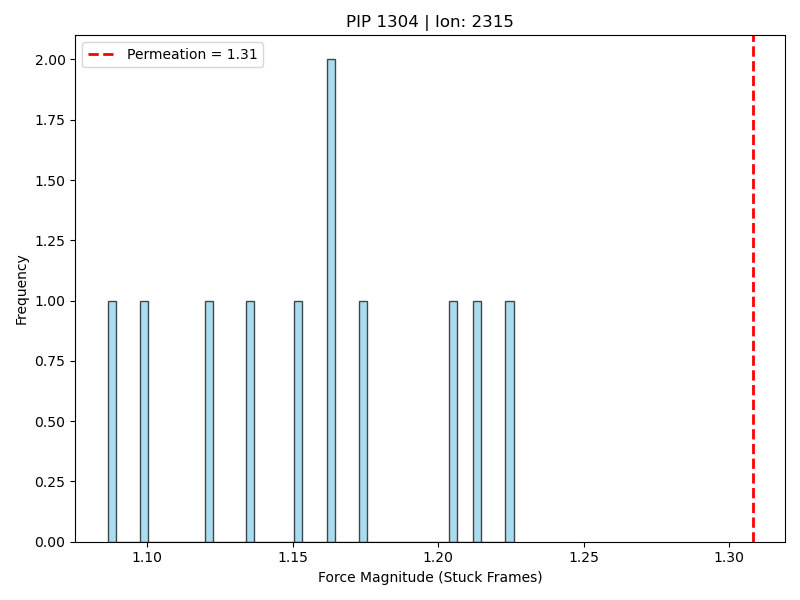 PIP 1304 | Ion: 2315
Permeation = 1.31
2.00
1.75
1.50
1.25
1.00
0.75
0.50
0.25
0.00
Frequency
1.10 1.15 1.20 1.25 1.30
Force Magnitude (Stuck Frames)